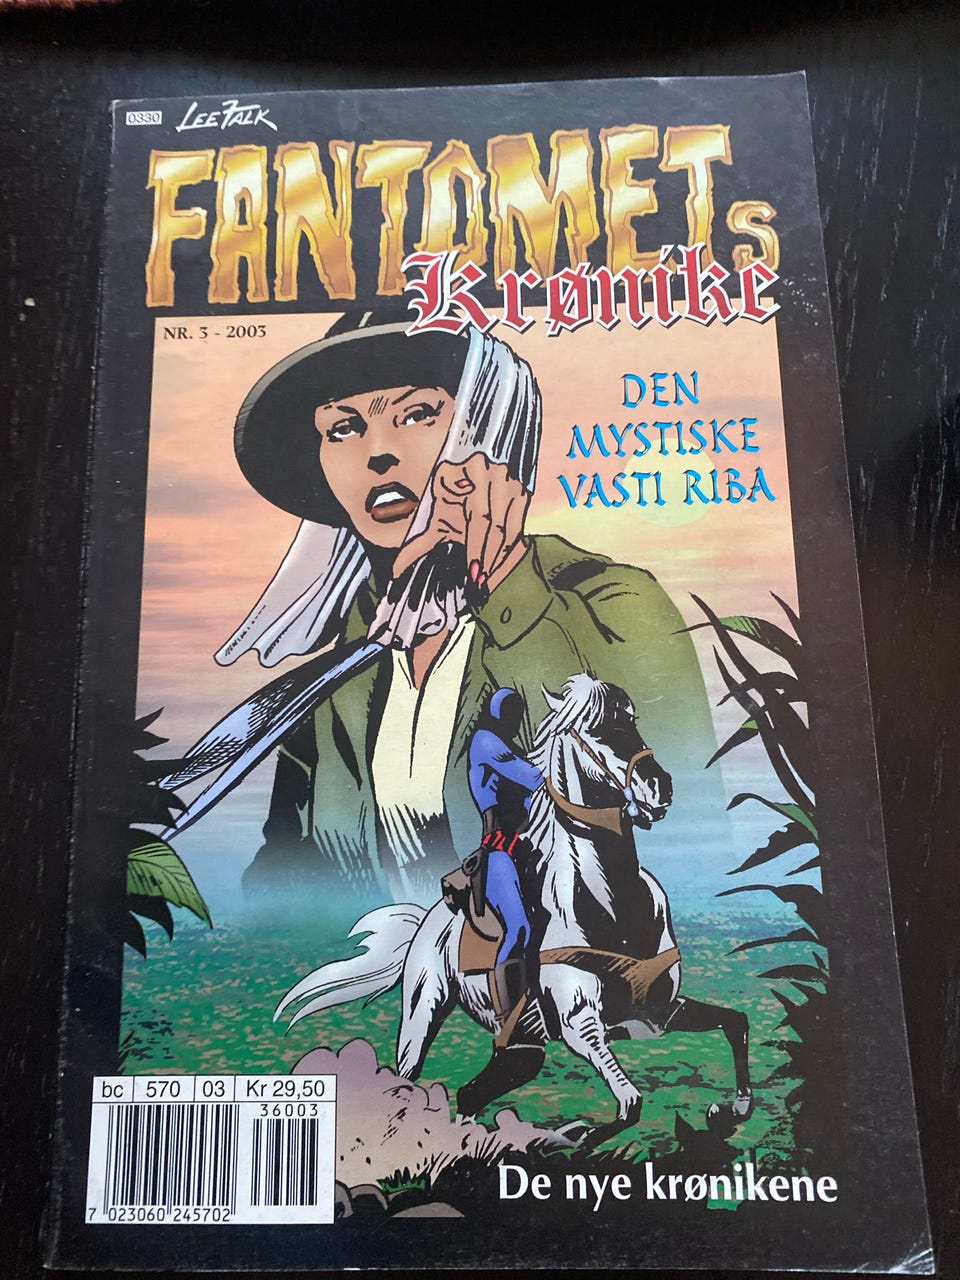 0330 LEE FALK
FANTOMETs
Krønike
NR. 3 - 2003
DEN
MYSTISKE
VASTI RIBA
bc 570 03 Kr 29,50
36003
7 023060 245702
De nye krønikene